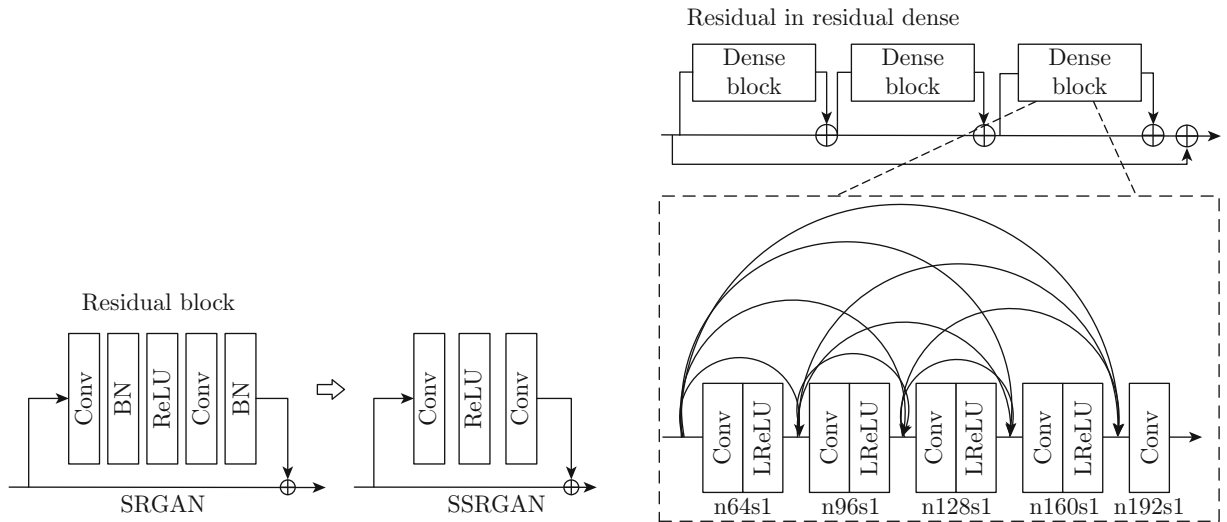 Residual in residual dense
Dense block
Dense block
Dense block
Residual block
Conv
BN
ReLU
Conv
BN
SRGAN
Conv
ReLU
Conv
SSRGAN
Conv
LReLU
Conv
LReLU
Conv
LReLU
Conv
LReLU
Conv
n64s1
n96s1
n128s1
n160s1
n192s1